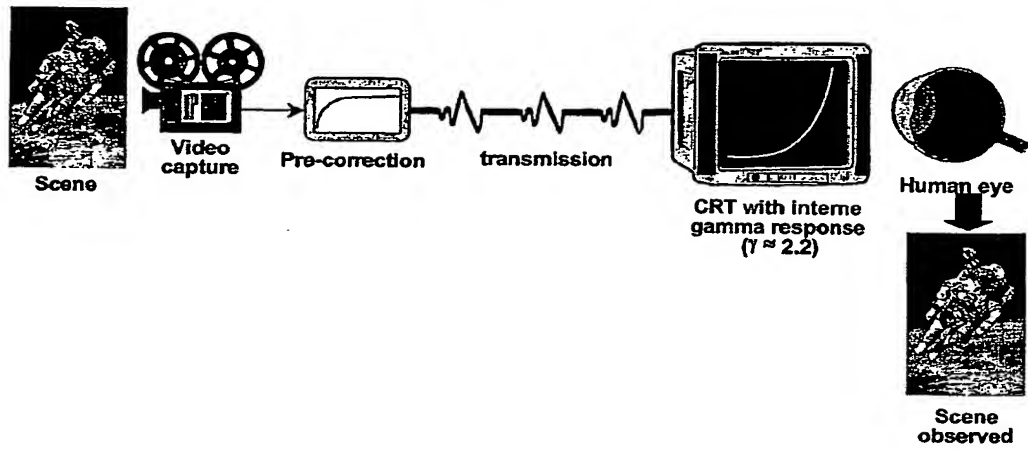 Scene
Video
capture
Pre-correction
transmission
CRT with interne
gamma response
(γ ≈ 2.2)
Human eye
Scene
observed